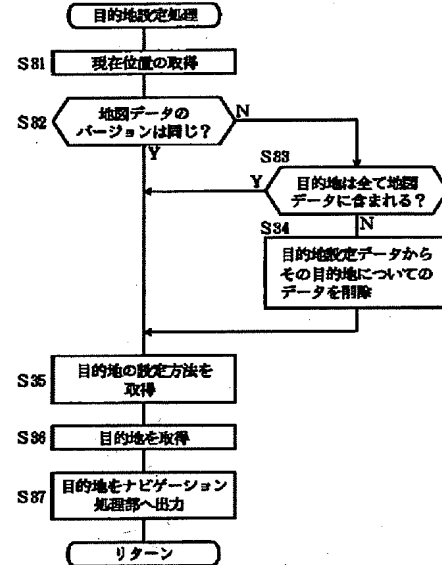 目的地設定処理
S31
現在位置の取得
S32
地図データの
バージョンは同じ？
N
Y
S33
目的地は全て地図
データに含まれる？
Y
N
S34
目的地設定データから
その目的地についての
データを削除
S35
目的地の設定方法を
取得
S36
目的地を取得
S37
目的地をナビゲーション
処理部へ出力
リターン